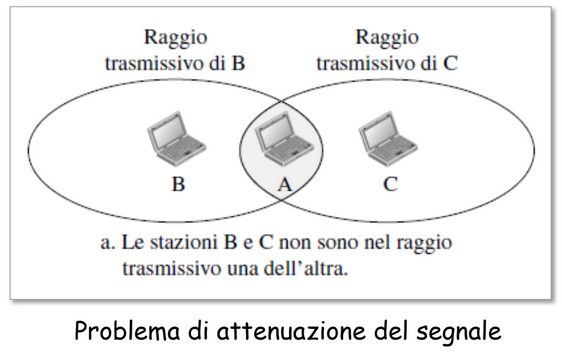 Raggio
trasmissivo di B
Raggio
trasmissivo di C
B
A
C
a. Le stazioni B e C non sono nel raggio
trasmissivo una dell'altra.
Problema di attenuazione del segnale